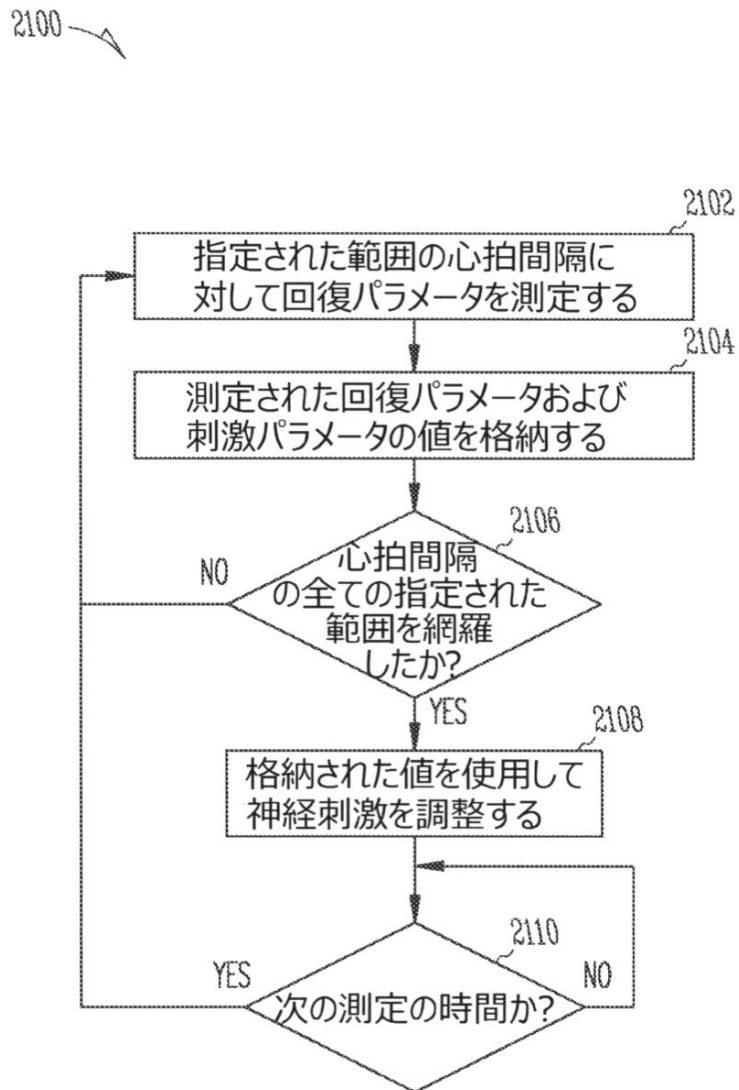 2100
2102
指定された範囲の心拍間隔に
対して回復パラメータを測定する
2104
測定された回復パラメータおよび
刺激パラメータの値を格納する
2106
心拍間隔
の全ての指定された
範囲を網羅
したか?
NO
YES
2108
格納された値を使用して
神経刺激を調整する
2110
YES
NO
次の測定の時間か?